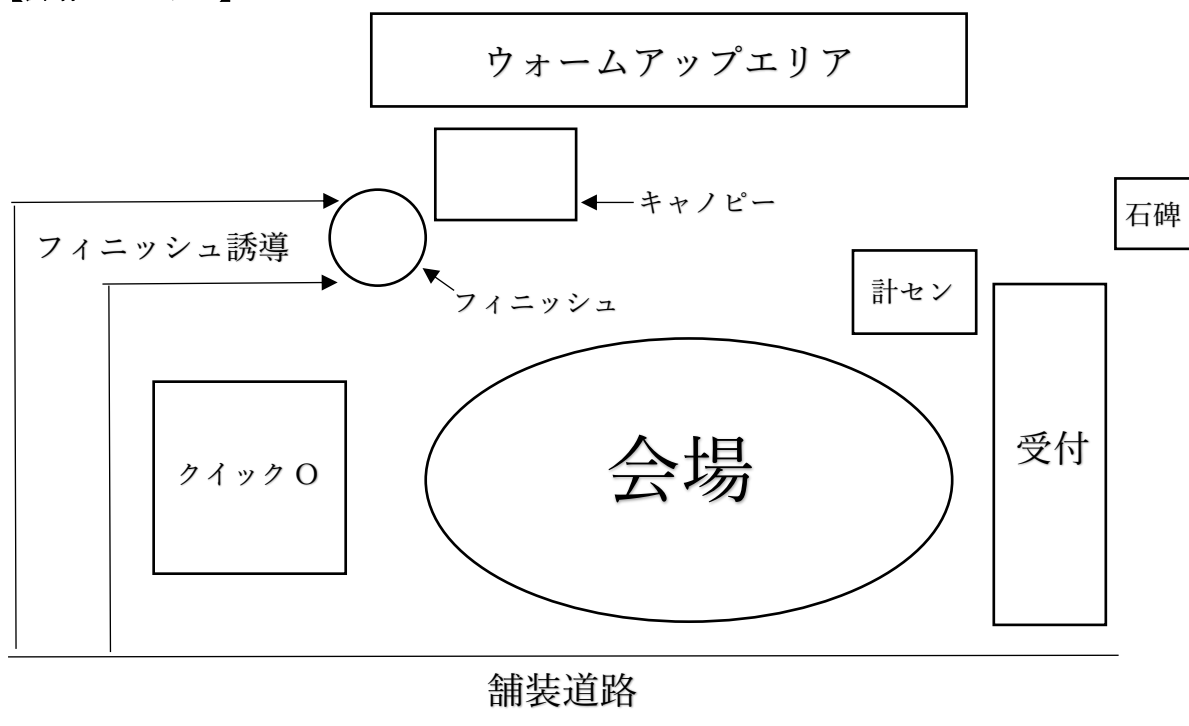 ウォームアップエリア
キャノピー
石碑
フィニッシュ誘導
計セン
フィニッシュ
会場
受付
クイックO
舗装道路